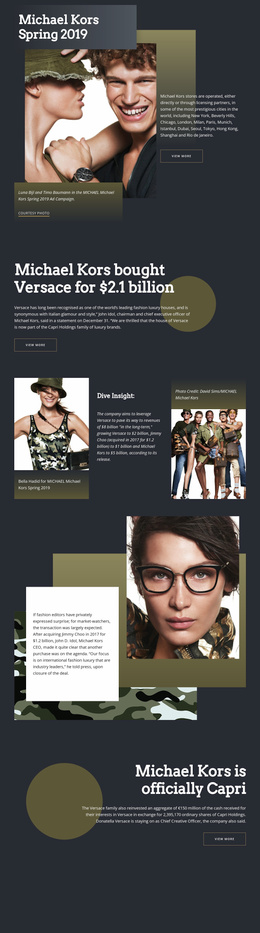 Michael Kors
Spring 2019
Michael Kors stores are operated, either
directly or through licensing partners, in
some of the most prestigious cities in the
world, including New York, Beverly Hills,
Chicago, London, Milan, Paris, Munich,
Istanbul, Dubai, Seoul, Tokyo, Hong Kong,
Shanghai and Rio de Janeiro.
VIEW MORE
Luna Bijl and Tino Baumann in the MICHAEL Michael
Kors Spring 2019 Ad Campaign
COURTESY PHOTO
Michael Kors bought
Versace for $2.1 billion
Versace has long been recognised as one of the world's leading fashion luxury houses, and is
synonymous with Italian glamour and style," John Idol, chairman and chief executive officer of
Michael Kors, said in a statement on December 31. "We are thrilled that the house of Versace
is now part of the Capri Holdings family of luxury brands.
VIEW MORE
Dive Insight:
The company aims to leverage
Versace to pave its way to revenues
of $8 billion "in the long-term,"
growing Versace to $2 billion, Jimmy
Choo (acquired in 2017 for $1.2
billion) to $1 billion and Michael
Kors to $5 billion, according to its
release.
Photo Credit: David Sims/MICHAEL
Michael Kors
Bella Hadid for MICHAEL Michael
Kors Spring 2019
If fashion editors have privately
expressed surprise; for market-watchers,
the transaction was largely expected.
After acquiring Jimmy Choo in 2017 for
$1.2 billion, John D. Idol, Michael Kors
CEO, made it quite clear that another
purchase was on the agenda. "Our focus
is on international fashion luxury that are
industry leaders," he told press, upon
closure of the deal.
Michael Kors is
officially Capri
The Versace family also reinvested an aggregate of €150 million of the cash received for
their interests in Versace in exchange for 2,395,170 ordinary shares of Capri Holdings.
Donatella Versace is staying on as Chief Creative Officer, the company also said.
VIEW MORE